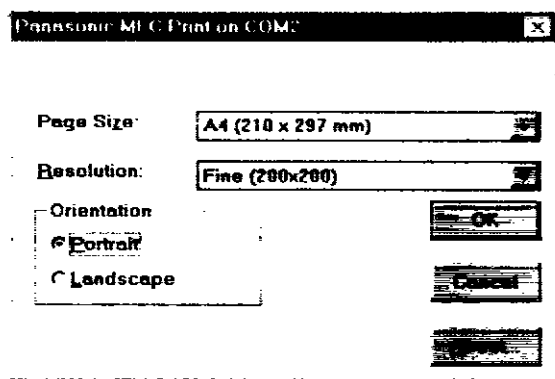 Panasonic MFC Print on COM2
Page Size:
A4 (210 x 297 mm)
Resolution:
Fine (200x200)
Orientation
Portrait
Landscape
OK
Cancel